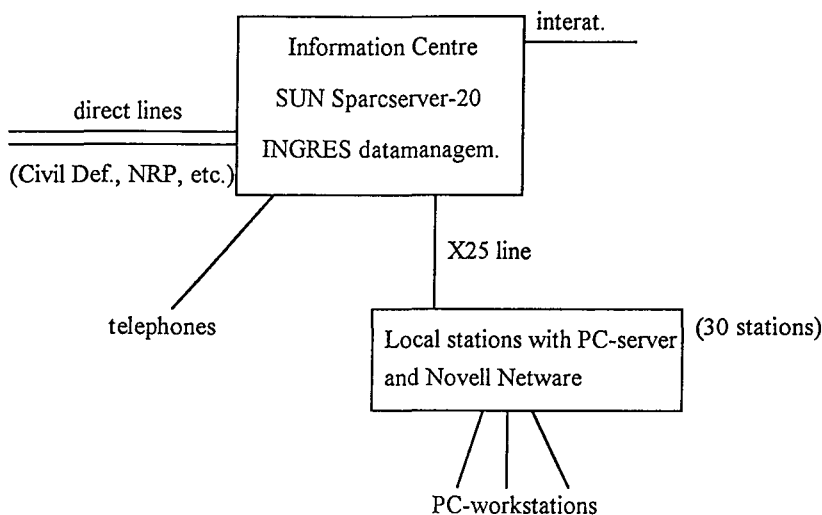 interat.
Information Centre
SUN Sparcserver-20
INGRES datamanagem.
direct lines
(Civil Def., NRP, etc.)
X25 line
telephones
Local stations with PC-server
and Novell Netware
(30 stations)
PC-workstations